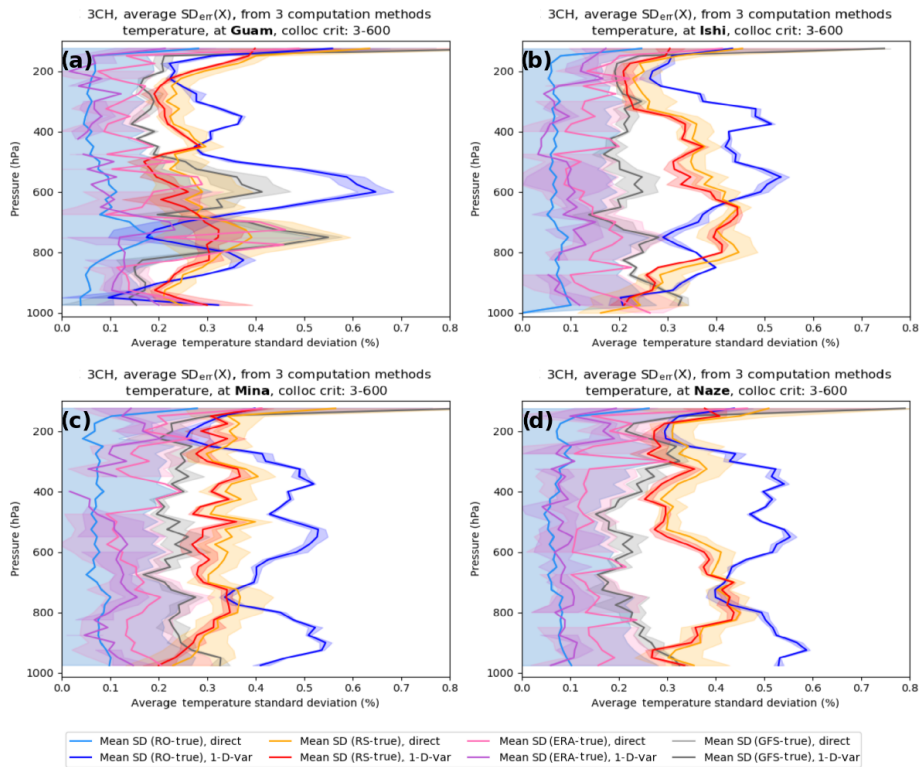 3CH, average SDerr(X), from 3 computation methods
temperature, at Guam, colloc crit: 3-600
(a)
Pressure (hPa)
200
400
600
800
1000
0.0 0.1 0.2 0.3 0.4 0.5 0.6 0.7 0.8
Average temperature standard deviation (%)
3CH, average SDerr(X), from 3 computation methods
temperature, at Ishi, colloc crit: 3-600
(b)
Pressure (hPa)
200
400
600
800
1000
0.0 0.1 0.2 0.3 0.4 0.5 0.6 0.7 0.8
Average temperature standard deviation (%)
3CH, average SDerr(X), from 3 computation methods
temperature, at Mina, colloc crit: 3-600
(c)
Pressure (hPa)
200
400
600
800
1000
0.0 0.1 0.2 0.3 0.4 0.5 0.6 0.7 0.8
Average temperature standard deviation (%)
3CH, average SDerr(X), from 3 computation methods
temperature, at Naze, colloc crit: 3-600
(d)
Pressure (hPa)
200
400
600
800
1000
0.0 0.1 0.2 0.3 0.4 0.5 0.6 0.7 0.8
Average temperature standard deviation (%)
Mean SD (RO-true), direct Mean SD (RS-true), direct Mean SD (ERA-true), direct Mean SD (GFS-true), direct
Mean SD (RO-true), 1-D-var Mean SD (RS-true), 1-D-var Mean SD (ERA-true), 1-D-var Mean SD (GFS-true), 1-D-var